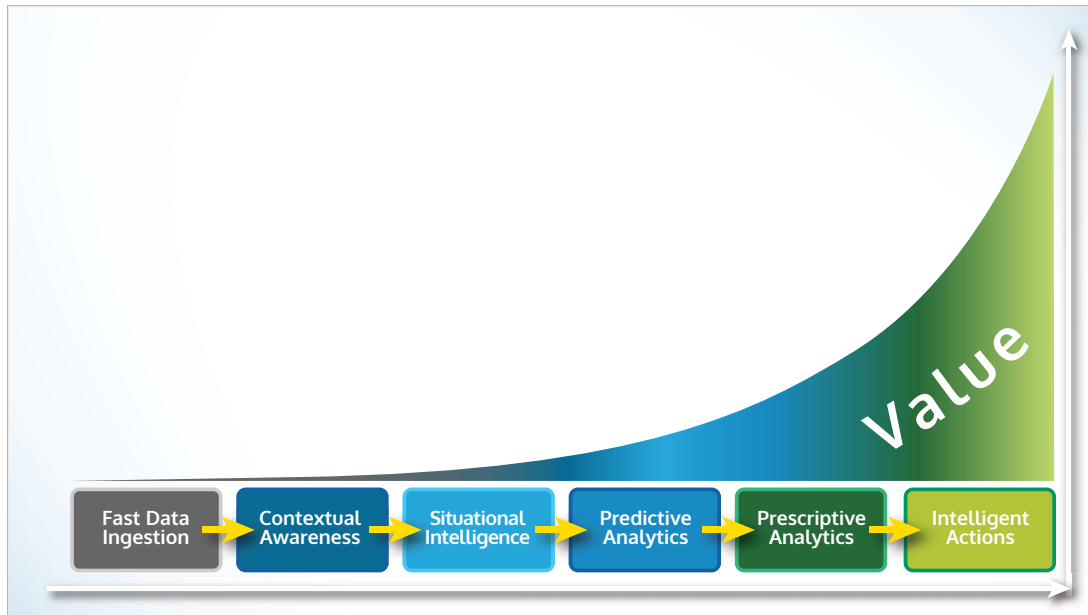 Value
Fast Data
Ingestion
Contextual
Awareness
Situational
Intelligence
Predictive
Analytics
Prescriptive
Analytics
Intelligent
Actions